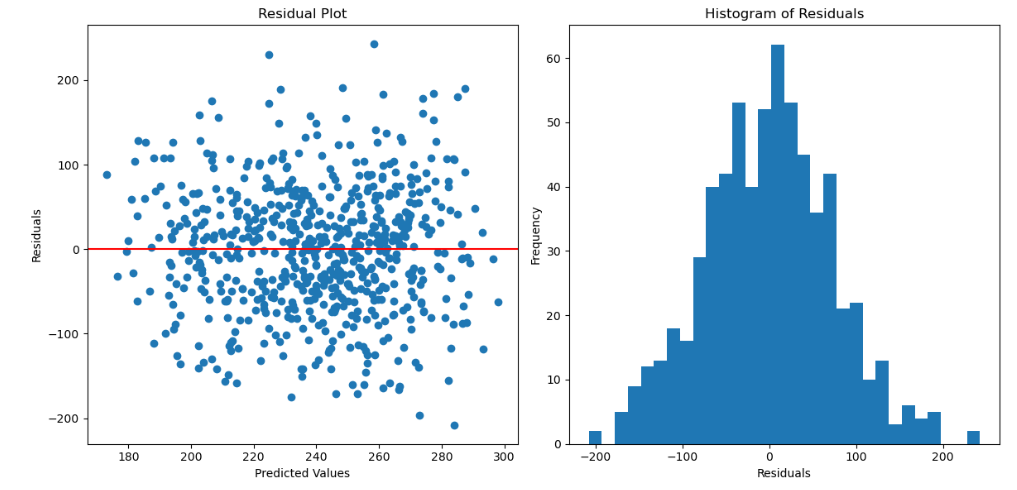 Residual Plot
Residuals
200
100
0
−100
−200
180 200 220 240 260 280 300
Predicted Values
Histogram of Residuals
Frequency
60
50
40
30
20
10
0
−200 −100 0 100 200
Residuals